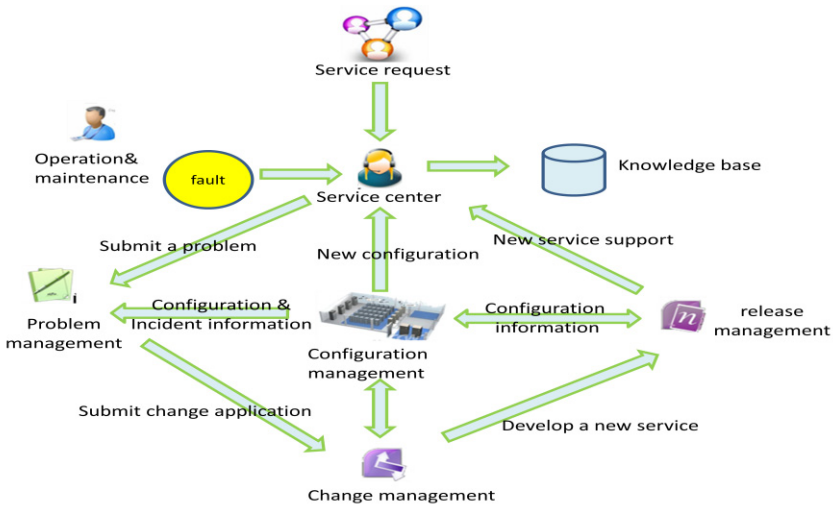 Service request
Operation&
maintenance
fault
Knowledge base
Service center
Submit a problem
New configuration
New service support
i
Problem
management
Configuration &
Incident information
Configuration
management
Configuration
information
n
release
management
Submit change application
Develop a new service
Change management